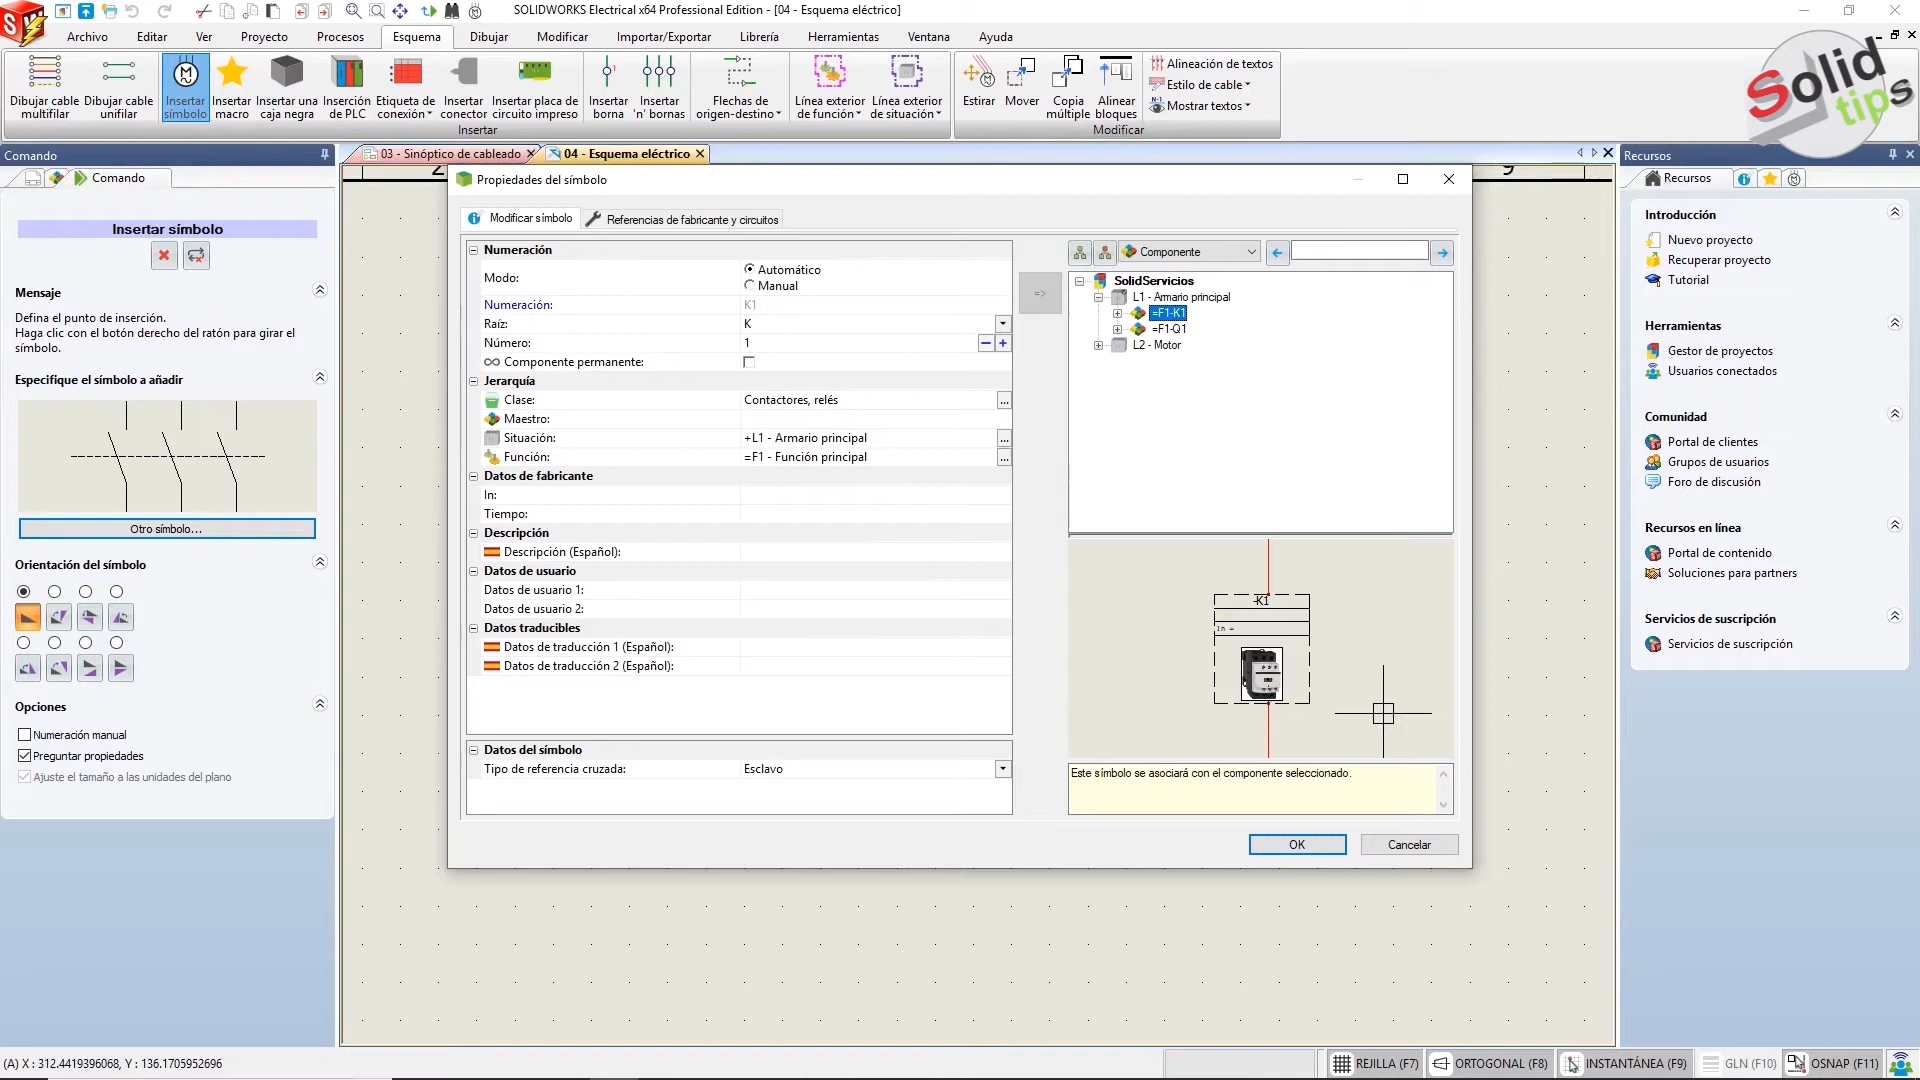 SOLIDWORKS Electrical x64 Professional Edition - [04 - Esquema eléctrico]
Archivo Editar Ver Proyecto Procesos Esquema Dibujar Modificar Importar/Exportar Librería Herramientas Ventana Ayuda
Dibujar cable multifilar
Dibujar cable unifilar
Insertar símbolo
Insertar macro
Insertar una caja negra
Inserción de PLC
Etiqueta de conexión
Insertar conector
Insertar placa de circuito impreso
Insertar borna
Insertar 'n' bornas
Flechas de origen-destino
Línea exterior de función
Línea exterior de situación
Estirar
Mover
Copia múltiple
Alinear bloques
Alineación de textos
Estilo de cable
Mostrar textos
Insertar
Modificar
Solid tips
Comando
Comando
Insertar símbolo
Mensaje
Defina el punto de inserción.
Haga clic con el botón derecho del ratón para girar el
símbolo.
Especifique el símbolo a añadir
Otro símbolo...
Orientación del símbolo
Opciones
Numeración manual
Preguntar propiedades
Ajuste el tamaño a las unidades del plano
03 - Sinóptico de cableado
04 - Esquema eléctrico
2
9
Propiedades del símbolo
Modificar símbolo
Referencias de fabricante y circuitos
Numeración
Modo:
Automático
Manual
Numeración: K1
Raíz: K
Número: 1
Componente permanente:
Jerarquía
Clase: Contactores, relés
Maestro:
Situación: +L1 - Armario principal
Función: =F1 - Función principal
Datos de fabricante
In:
Tiempo:
Descripción
Descripción (Español):
Datos de usuario
Datos de usuario 1:
Datos de usuario 2:
Datos traducibles
Datos de traducción 1 (Español):
Datos de traducción 2 (Español):
Datos del símbolo
Tipo de referencia cruzada: Esclavo
=>
Componente
SolidServicios
L1 - Armario principal
=F1-K1
=F1-Q1
L2 - Motor
-K1
In =
Este símbolo se asociará con el componente seleccionado.
OK
Cancelar
Recursos
Recursos
Introducción
Nuevo proyecto
Recuperar proyecto
Tutorial
Herramientas
Gestor de proyectos
Usuarios conectados
Comunidad
Portal de clientes
Grupos de usuarios
Foro de discusión
Recursos en línea
Portal de contenido
Soluciones para partners
Servicios de suscripción
Servicios de suscripción
(A) X : 312.4419396068, Y : 136.1705952696
REJILLA (F7) ORTOGONAL (F8) INSTANTÁNEA (F9) GLN (F10) OSNAP (F11)